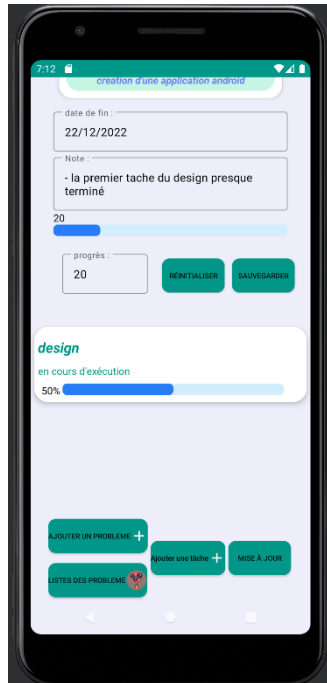 7:12
creation d'une application android
date de fin :
22/12/2022
Note :
- la premier tache du design presque
terminé
20
progrès :
20
RÉINITIALISER
SAUVEGARDER
design
en cours d'exécution
50%
AJOUTER UN PROBLEME +
Ajouter une tâche +
MISE À JOUR
LISTES DES PROBLEME